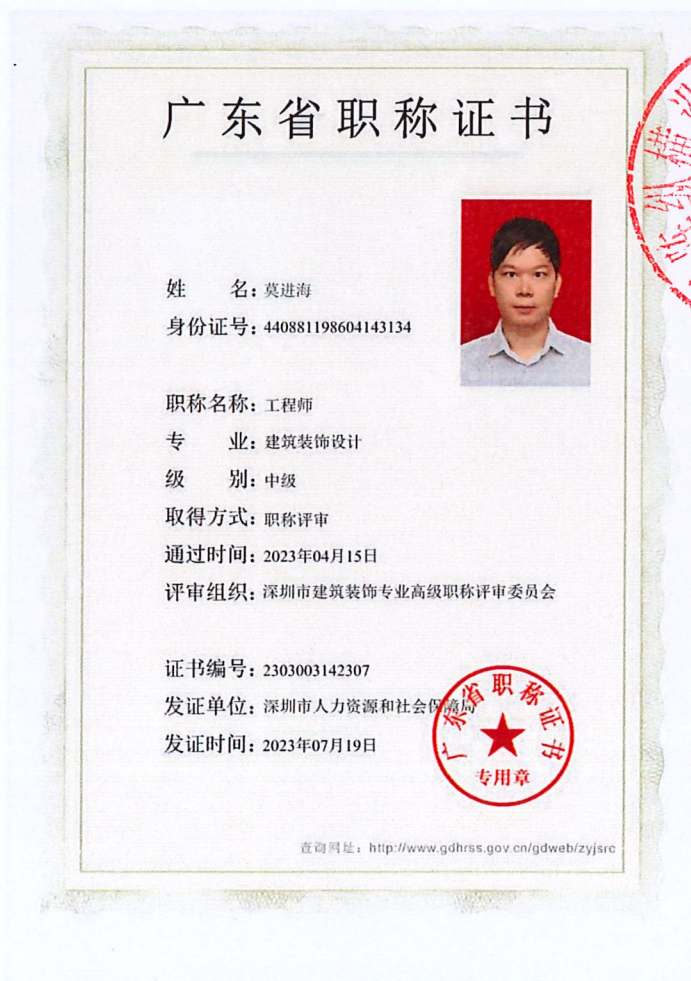 广东省职称证书
姓 名：莫进海
身份证号：440881198604143134
职称名称：工程师
专 业：建筑装饰设计
级 别：中级
取得方式：职称评审
通过时间：2023年04月15日
评审组织：深圳市建筑装饰专业高级职称评审委员会
证书编号：2303003142307
发证单位：深圳市人力资源和社会保障局
发证时间：2023年07月19日
广东省职称证书
专用章
查询网址：http://www.gdhrss.gov.cn/gdweb/zyjsrc
纵横设